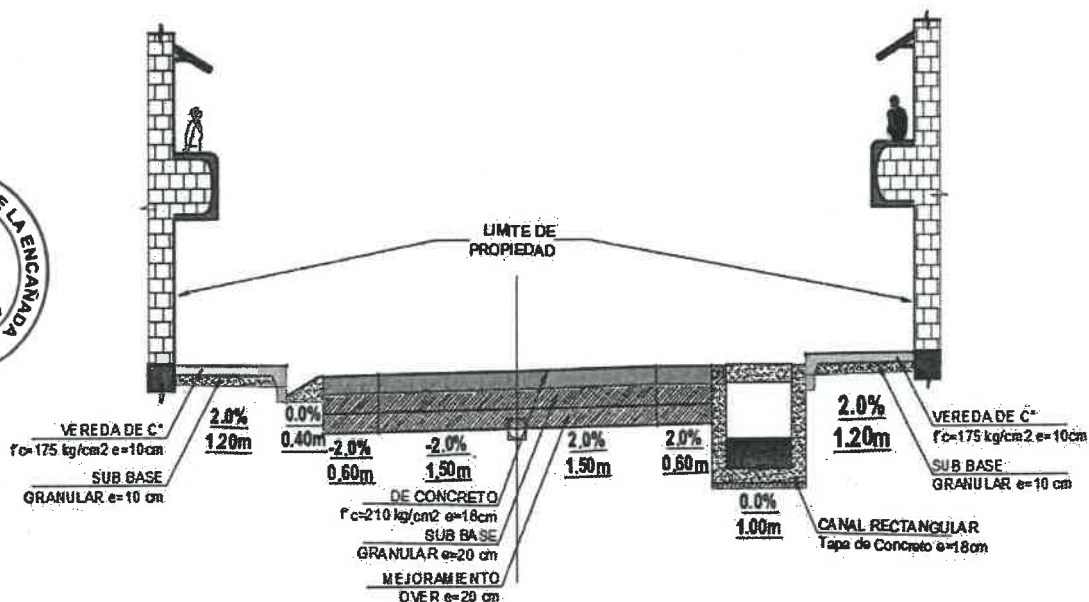 E LA ENCAÑADA
LIMITE DE
PROPIEDAD
VEREDA DE C°
f'c=175 kg/cm2 e=10cm
SUB BASE
GRANULAR e=10 cm
2.0%
1.20m
0.0%
0.40m
-2,0%
0,60m
-2,0%
1,50m
2,0%
1,50m
2,0%
0,60m
DE CONCRETO
f'c=210 kg/cm2 e=18cm
SUB BASE
GRANULAR e=20 cm
MEJORAMIENTO
OVER e=20 cm
0.0%
1.00m
2.0%
1.20m
VEREDA DE C°
f'c=175 kg/cm2 e=10cm
SUB BASE
GRANULAR e=10 cm
CANAL RECTANGULAR
Tapa de Concreto e=18cm